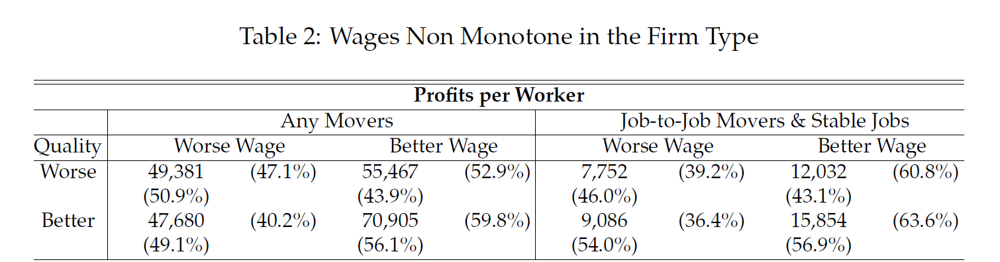 Table 2: Wages Non Monotone in the Firm Type
Profits per Worker
Any Movers Job-to-Job Movers & Stable Jobs
Quality Worse Wage Better Wage Worse Wage Better Wage
Worse 49,381 (47.1%) 55,467 (52.9%) 7,752 (39.2%) 12,032 (60.8%)
(50.9%) (43.9%) (46.0%) (43.1%)
Better 47,680 (40.2%) 70,905 (59.8%) 9,086 (36.4%) 15,854 (63.6%)
(49.1%) (56.1%) (54.0%) (56.9%)